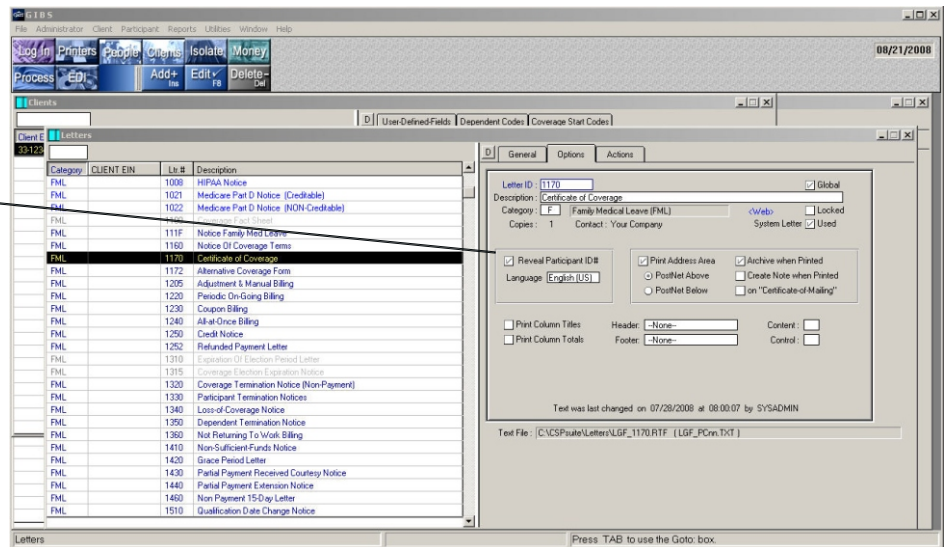 GIBS
File Administrator Client Participant Reports Utilities Window Help
Log-In Printers People Clients Isolate Money
08/21/2008
Process EDI Add+ Ins Edit F8 Delete- Del
Clients
D User-Defined-Fields Dependent Codes Coverage Start Codes
Client E
33-123
Letters
D General Options Actions
Category CLIENT EIN Ltr.# Description
FML 1008 HIPAA Notice
FML 1021 Medicare Part D Notice (Creditable)
FML 1022 Medicare Part D Notice (NON-Creditable)
FML 1100 Coverage Fact Sheet
FML 111F Notice Family Med Leave
FML 1160 Notice Of Coverage Terms
FML 1170 Certificate of Coverage
FML 1172 Alternative Coverage Form
FML 1205 Adjustment & Manual Billing
FML 1220 Periodic On-Going Billing
FML 1230 Coupon Billing
FML 1240 All-at-Once Billing
FML 1250 Credit Notice
FML 1252 Refunded Payment Letter
FML 1310 Expiration Of Election Period Letter
FML 1315 Coverage Election Expiration Notice
FML 1320 Coverage Termination Notice (Non-Payment)
FML 1330 Participant Termination Notices
FML 1340 Loss-of-Coverage Notice
FML 1350 Dependent Termination Notice
FML 1360 Not Returning To Work Billing
FML 1410 Non-Sufficient-Funds Notice
FML 1420 Grace Period Letter
FML 1430 Partial Payment Received Courtesy Notice
FML 1440 Partial Payment Extension Notice
FML 1460 Non Payment 15-Day Letter
FML 1510 Qualification Date Change Notice
Letter ID : 1170 Global
Description : Certificate of Coverage
Category : F Family Medical Leave (FML) <Web> Locked
Copies : 1 Contact : Your Company System Letter Used
Reveal Participant ID# Print Address Area Archive when Printed
Language English (US) PostNet Above Create Note when Printed
PostNet Below on "Certificate-of-Mailing"
Print Column Titles Header: --None-- Content :
Print Column Totals Footer: --None-- Control :
Text was last changed on 07/28/2008 at 08:00:07 by SYSADMIN
Text File : C:\CSPsuite\Letters\LGF_1170.RTF ( LGF_PCnn.TXT )
Letters Press TAB to use the Goto: box.